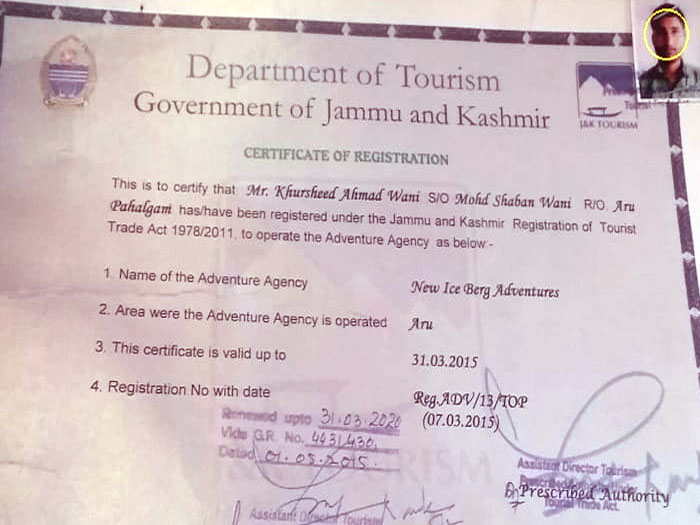 Department of Tourism
Government of Jammu and Kashmir
J&K TOURISM
CERTIFICATE OF REGISTRATION
This is to certify that Mr. Khursheed Ahmad Wani S/O Mohd Shaban Wani R/O. Aru
Pahalgam has/have been registered under the Jammu and Kashmir Registration of Tourist
Trade Act 1978/2011, to operate the Adventure Agency as below:-
1. Name of the Adventure Agency New Ice Berg Adventures
2. Area were the Adventure Agency is operated Aru
3. This certificate is valid up to 31.03.2015
4. Registration No with date Reg.ADV/13/TOP
(07.03.2015)
Renewed upto 31.03.2020
Vide G.R. No. 4431430.
Dated 01.05.2015.
Assistant Director Tourism
Prescribed Authority
Tourist Trade Act.
Assistant Director Tourism